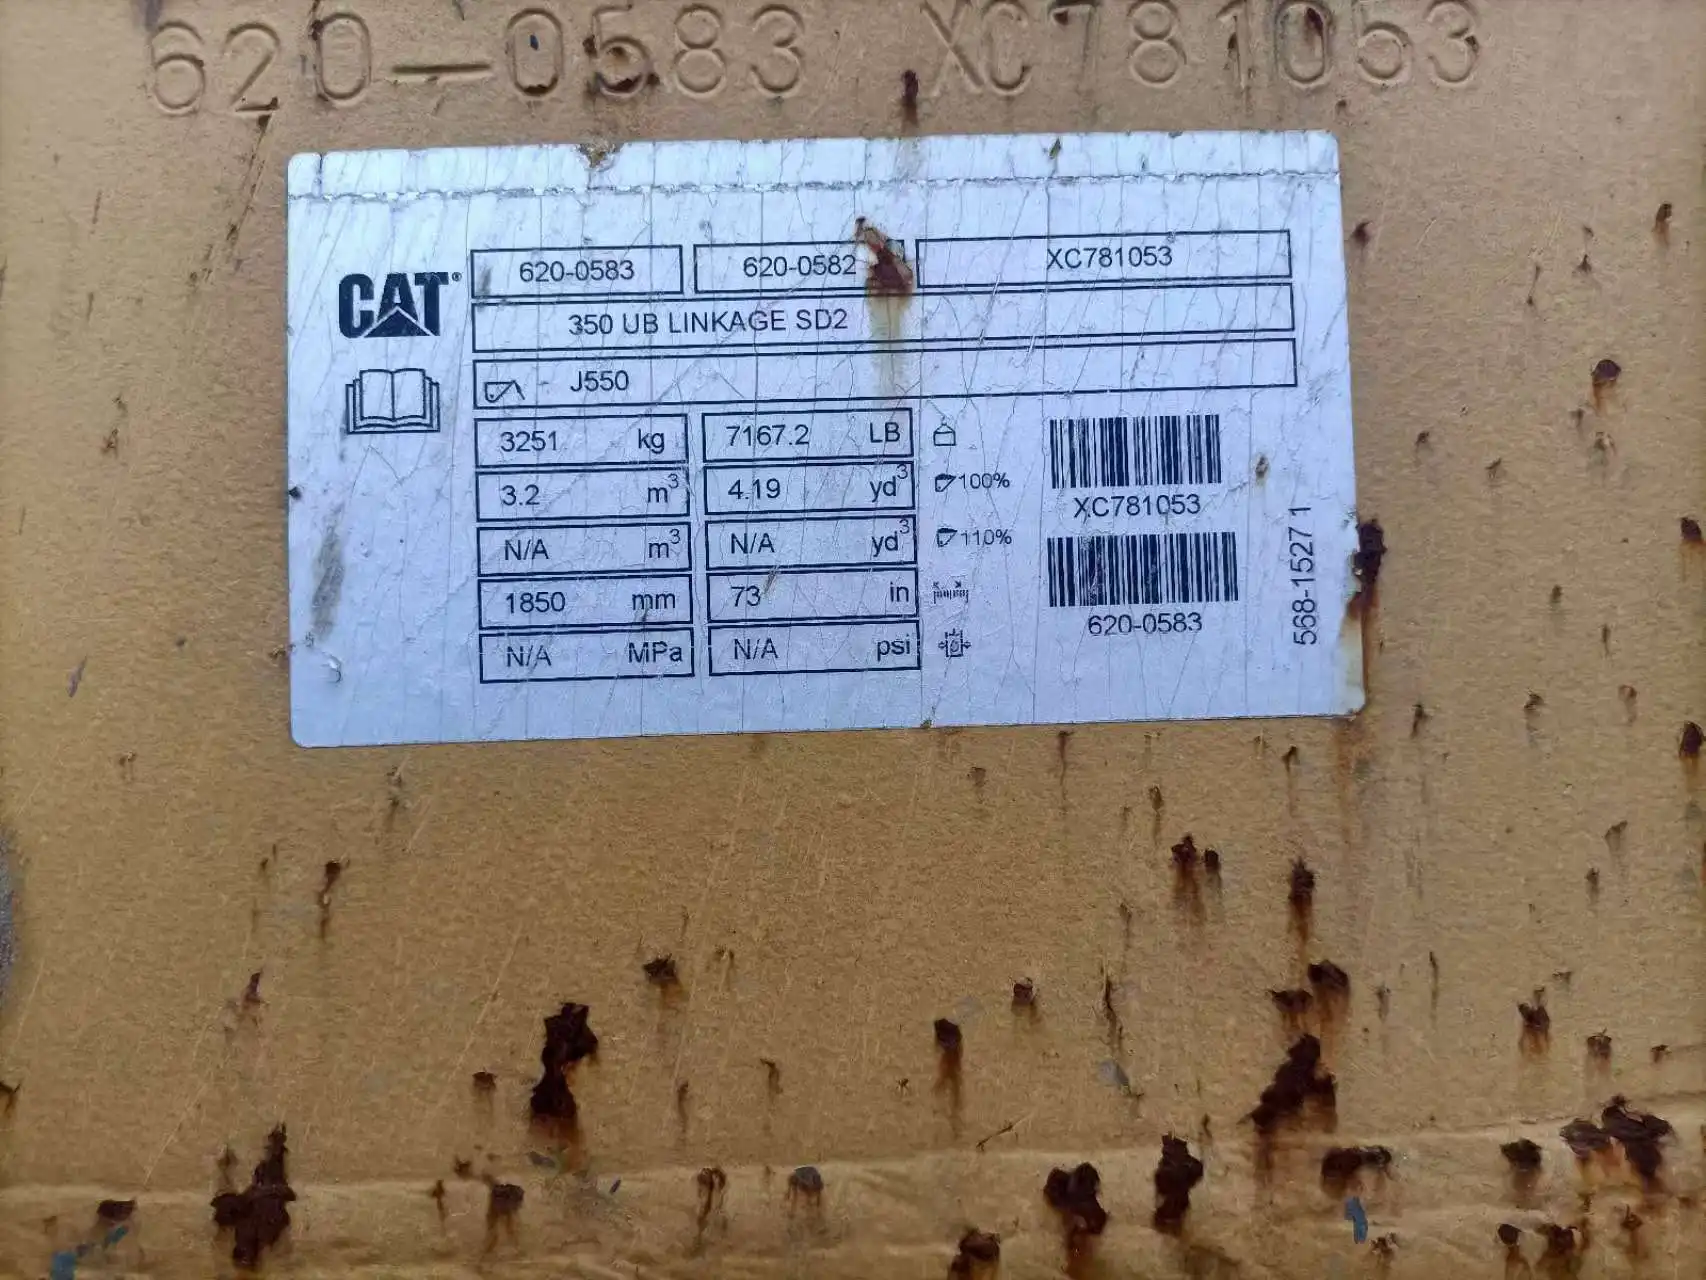 620-0583 XC781053
CAT®
620-0583 620-0582 XC781053
350 UB LINKAGE SD2
J550
3251 kg 7167.2 LB
3.2 m³ 4.19 yd³ 100%
N/A m³ N/A yd³ 110%
1850 mm 73 in
N/A MPa N/A psi
XC781053
620-0583
568-1527 1